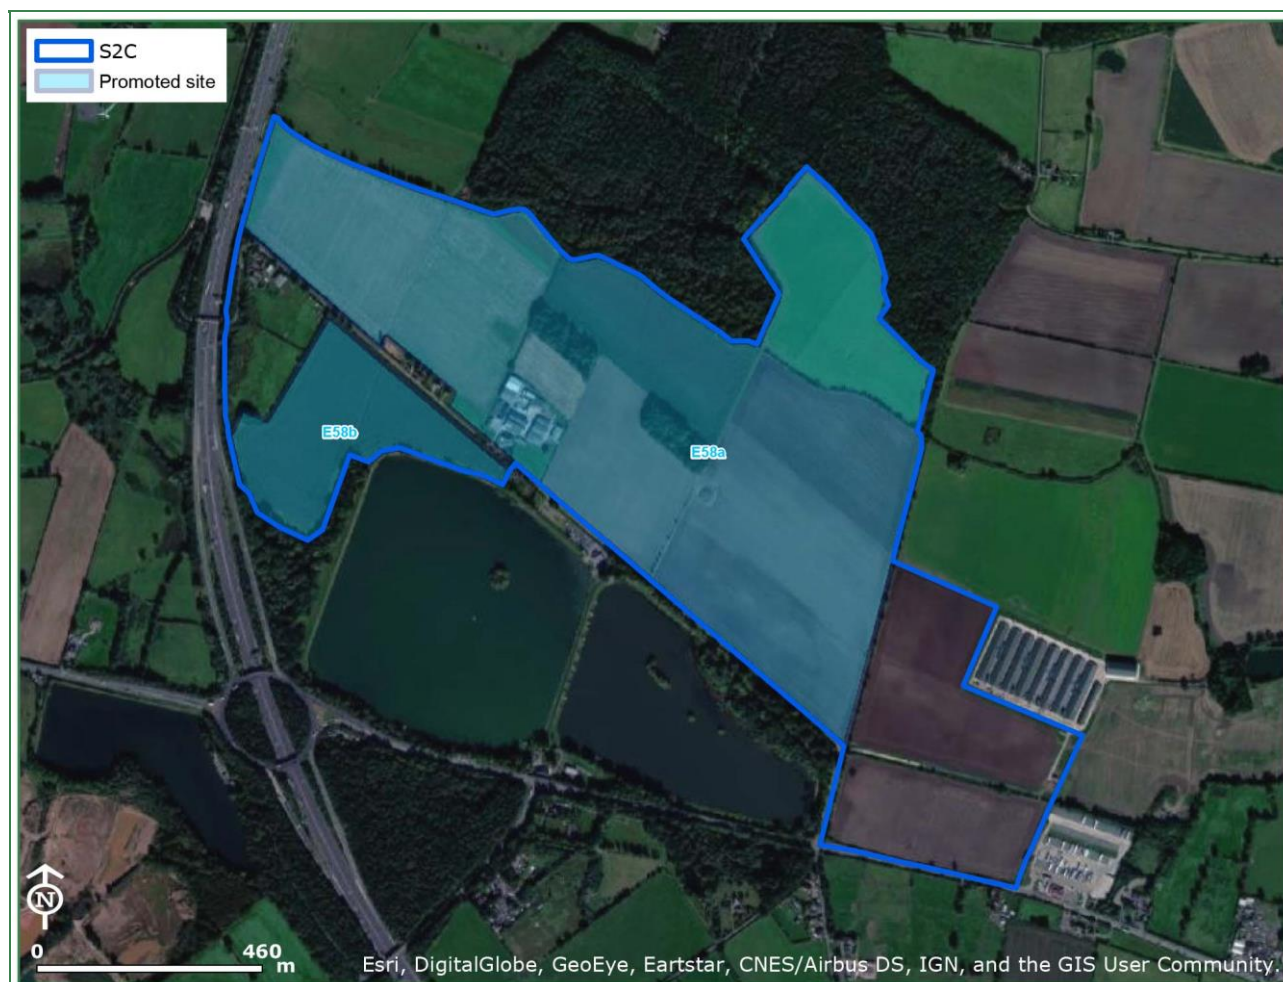 S2C
Promoted site
E58b
E58a
N
0 460 m
Esri, DigitalGlobe, GeoEye, Eartstar, CNES/Airbus DS, IGN, and the GIS User Community.